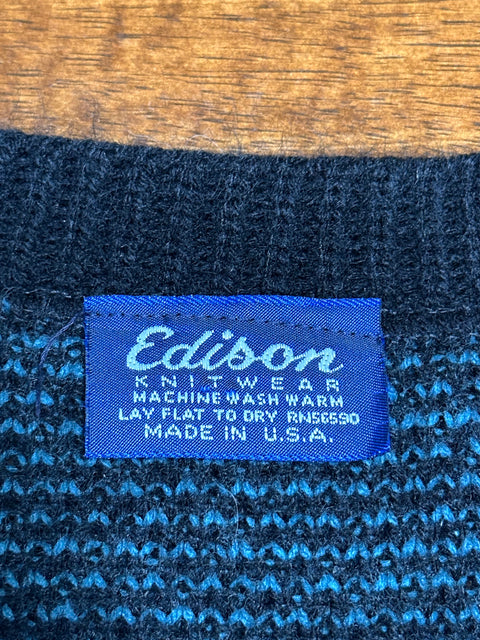 Edison
KNITWEAR
MACHINE WASH WARM
LAY FLAT TO DRY RN56590
MADE IN U.S.A.